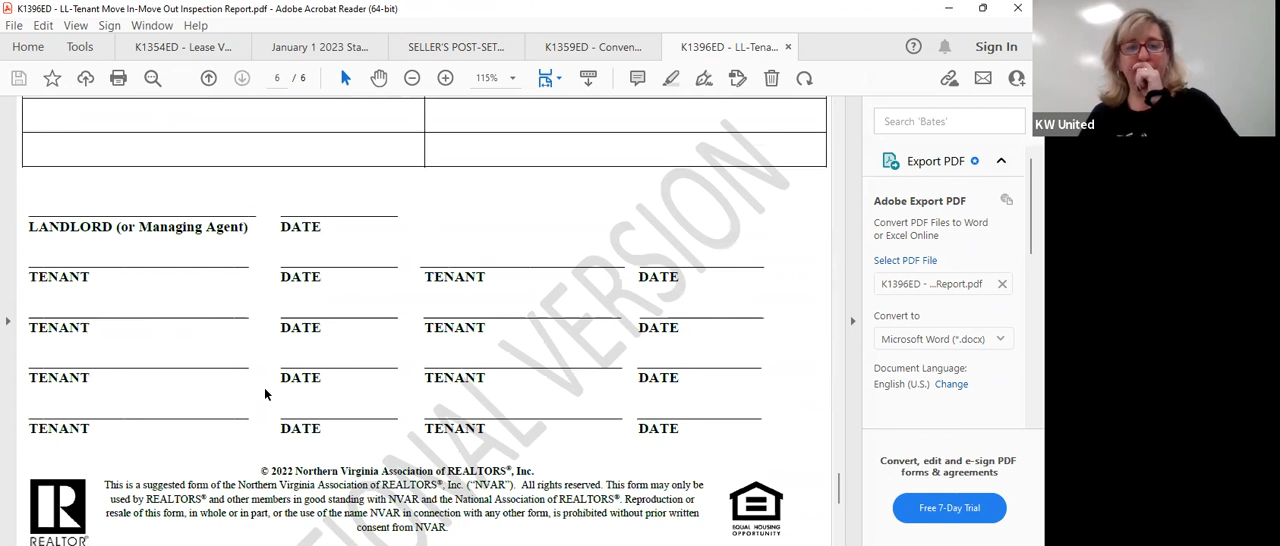 K1396ED - LL-Tenant Move In-Move Out Inspection Report.pdf - Adobe Acrobat Reader (64-bit)
File Edit View Sign Window Help
Home Tools K1354ED - Lease V... January 1 2023 Sta... SELLER'S POST-SET... K1359ED - Conven... K1396ED - LL-Tena... × Sign In
6 / 6 115%
KW United
Search 'Bates'
Export PDF
Adobe Export PDF
Convert PDF Files to Word
or Excel Online
Select PDF File
K1396ED - ...Report.pdf
Convert to
Microsoft Word (*.docx)
Document Language:
English (U.S.) Change
Convert, edit and e-sign PDF
forms & agreements
Free 7-Day Trial
LANDLORD (or Managing Agent) DATE
TENANT DATE TENANT DATE
TENANT DATE TENANT DATE
TENANT DATE TENANT DATE
TENANT DATE TENANT DATE
© 2022 Northern Virginia Association of REALTORS®, Inc.
This is a suggested form of the Northern Virginia Association of REALTORS®, Inc. ("NVAR"). All rights reserved. This form may only be
used by REALTORS® and other members in good standing with NVAR and the National Association of REALTORS®. Reproduction or
resale of this form, in whole or in part, or the use of the name NVAR in connection with any other form, is prohibited without prior written
consent from NVAR.
REALTOR®
EQUAL HOUSING
OPPORTUNITY
IONAL VERSION